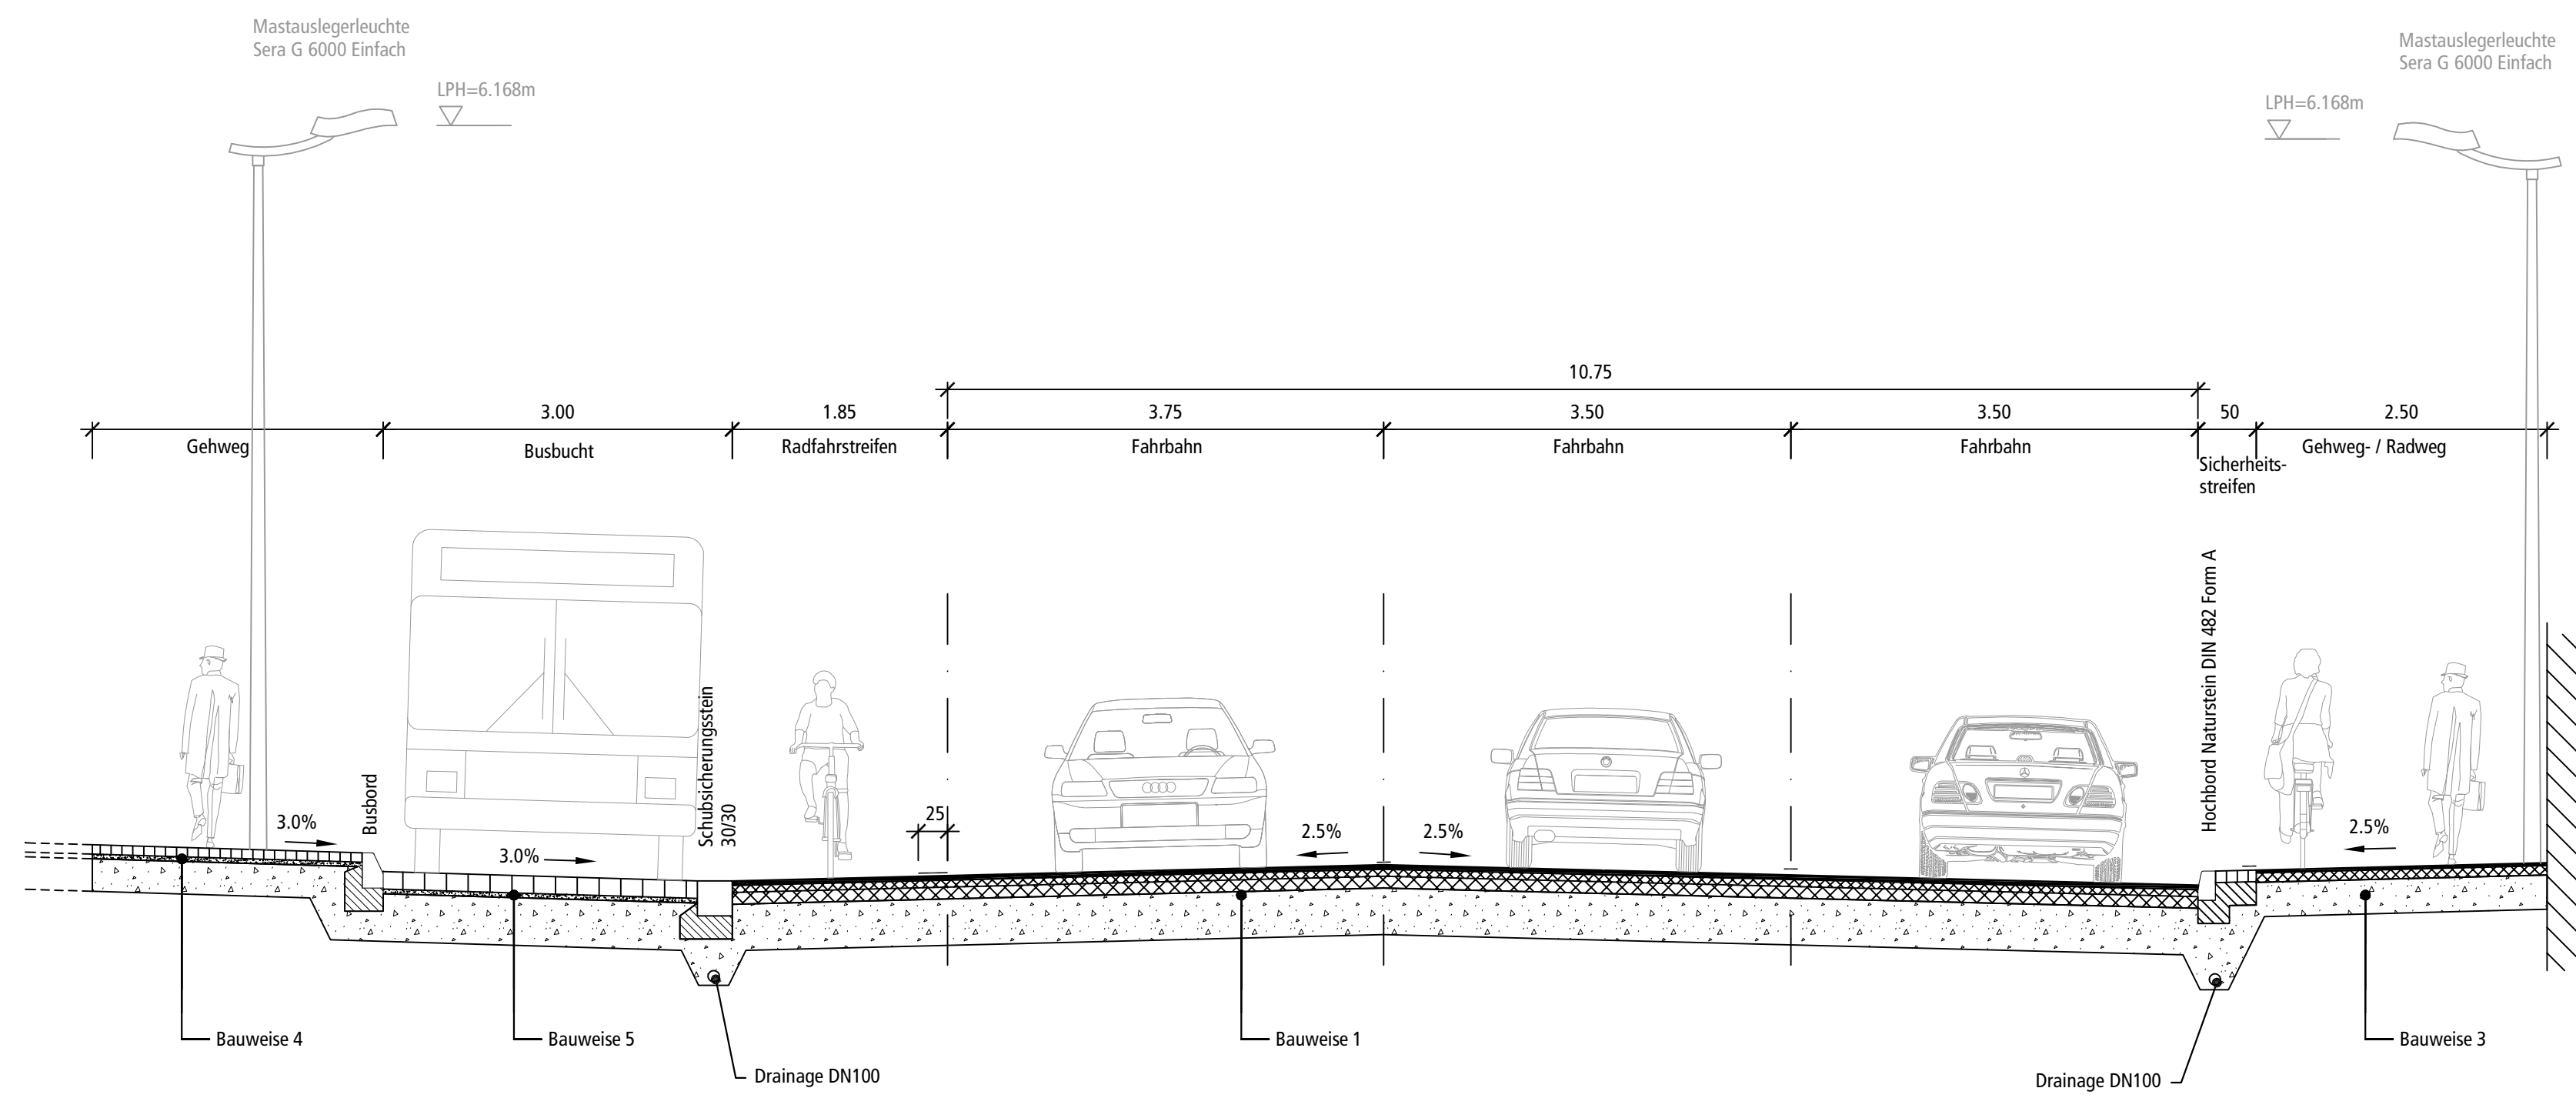 Mastauslegerleuchte
Sera G 6000 Einfach
LPH=6.168m
Mastauslegerleuchte
Sera G 6000 Einfach
LPH=6.168m
10.75
3.00
1.85
3.75
3.50
3.50
50
2.50
Gehweg
Busbucht
Radfahrstreifen
Fahrbahn
Fahrbahn
Fahrbahn
Sicherheits-
streifen
Gehweg- / Radweg
Busbord
Schubsicherungsstein
30/30
Hochbord Naturstein DIN 482 Form A
3.0%
3.0%
25
2.5%
2.5%
2.5%
Bauweise 4
Bauweise 5
Bauweise 1
Bauweise 3
Drainage DN100
Drainage DN100